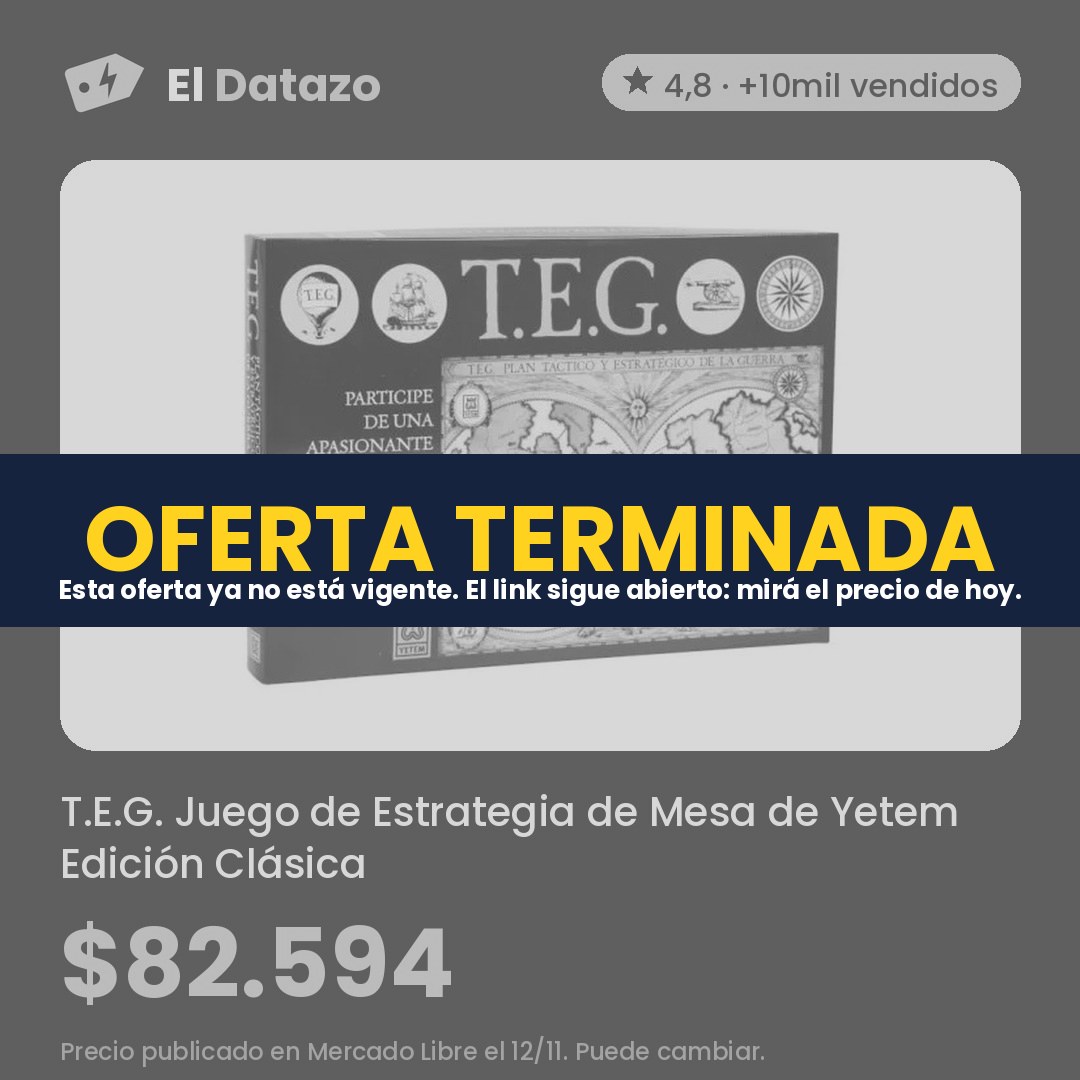 El Datazo
★ 4,8 · +10mil vendidos
T.E.G.
T.E.G.
T.E.G. PLAN TACTICO Y ESTRATEGICO DE LA GUERRA
PARTICIPE
DE UNA
APASIONANTE
OFERTA TERMINADA
Esta oferta ya no está vigente. El link sigue abierto: mirá el precio de hoy.
YETEM
T.E.G. Juego de Estrategia de Mesa de Yetem
Edición Clásica
$82.594
Precio publicado en Mercado Libre el 12/11. Puede cambiar.